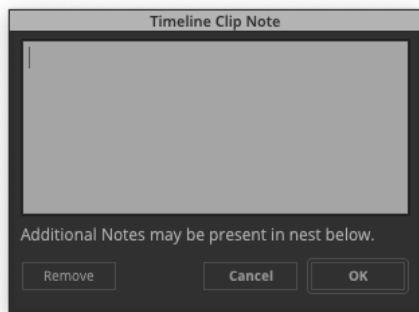 Timeline Clip Note
Additional Notes may be present in nest below.
Remove Cancel OK